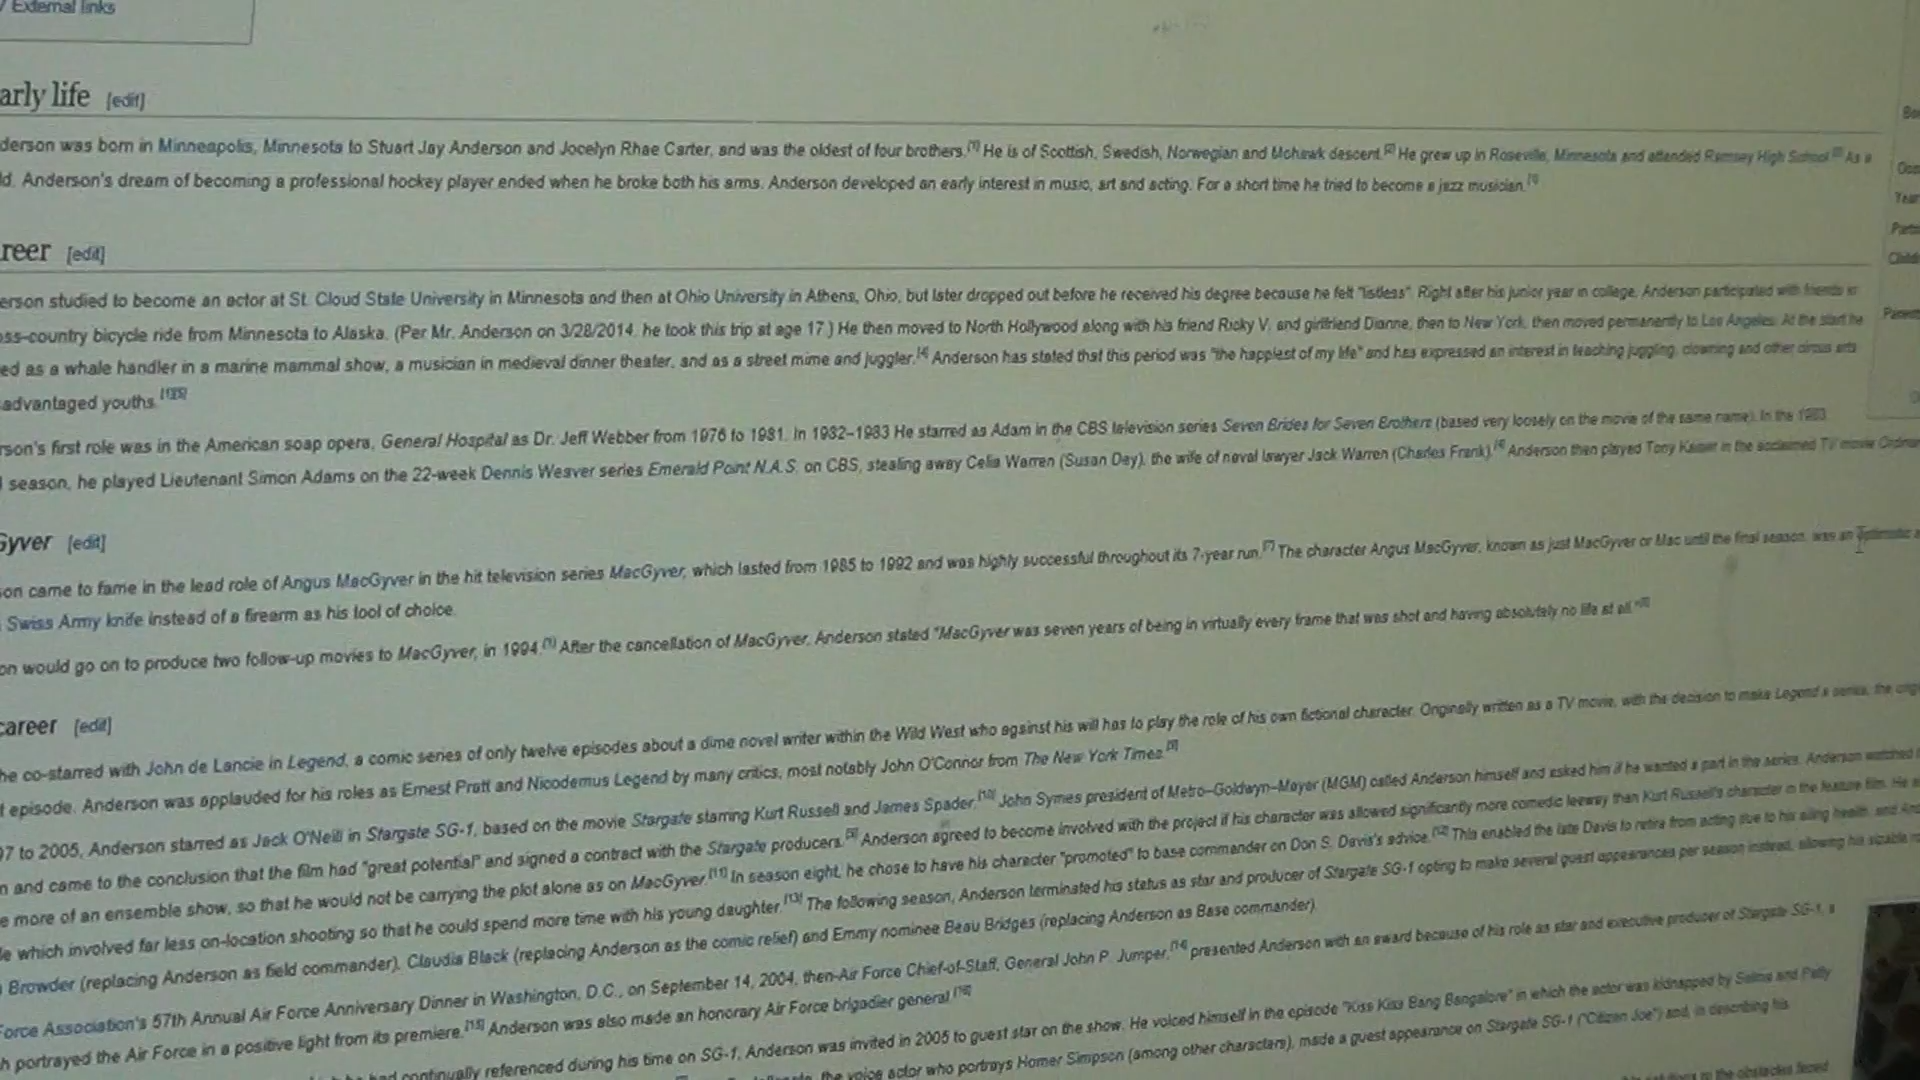 External links
arly life [edit]
derson was born in Minneapolis, Minnesota to Stuart Jay Anderson and Jocelyn Rhae Carter, and was the oldest of four brothers.[1] He is of Scottish, Swedish, Norwegian and Mohawk descent.[2] He grew up in Roseville, Minnesota and attended Ramsey High School As a
ld. Anderson's dream of becoming a professional hockey player ended when he broke both his arms. Anderson developed an early interest in music, art and acting. For a short time he tried to become a jazz musician.[1]
reer [edit]
erson studied to become an actor at St. Cloud State University in Minnesota and then at Ohio University in Athens, Ohio, but later dropped out before he received his degree because he felt "listless". Right after his junior year in college, Anderson participated with friends in
oss-country bicycle ride from Minnesota to Alaska. (Per Mr. Anderson on 3/28/2014, he took this trip at age 17.) He then moved to North Hollywood along with his friend Ricky V, and girlfriend Dianne, then to New York, then moved permanently to Los Angeles. At the start he
ed as a whale handler in a marine mammal show, a musician in medieval dinner theater, and as a street mime and juggler.[4] Anderson has stated that this period was "the happiest of my life" and has expressed an interest in teaching juggling, clowning and other circus arts
advantaged youths.
rson's first role was in the American soap opera, General Hospital as Dr. Jeff Webber from 1976 to 1981. In 1982–1983 He starred as Adam in the CBS television series Seven Brides for Seven Brothers (based very loosely on the movie of the same name). In the 1983
season, he played Lieutenant Simon Adams on the 22-week Dennis Weaver series Emerald Point N.A.S. on CBS, stealing away Celia Warren (Susan Dey), the wife of naval lawyer Jack Warren (Charles Frank). Anderson then played Tony Kaiser in the acclaimed TV movie Ordinar
Gyver [edit]
son came to fame in the lead role of Angus MacGyver in the hit television series MacGyver, which lasted from 1985 to 1992 and was highly successful throughout its 7-year run.[7] The character Angus MacGyver, known as just MacGyver or Mac until the final season, was an optimistic a
Swiss Army knife instead of a firearm as his tool of choice.
on would go on to produce two follow-up movies to MacGyver, in 1994.[1] After the cancellation of MacGyver, Anderson stated "MacGyver was seven years of being in virtually every frame that was shot and having absolutely no life at all."
career [edit]
he co-starred with John de Lancie in Legend, a comic series of only twelve episodes about a dime novel writer within the Wild West who against his will has to play the role of his own fictional character. Originally written as a TV movie, with the decision to make Legend a series, the origi
t episode. Anderson was applauded for his roles as Ernest Pratt and Nicodemus Legend by many critics, most notably John O'Connor from The New York Times.
97 to 2005, Anderson starred as Jack O'Neill in Stargate SG-1, based on the movie Stargate starring Kurt Russell and James Spader.[10] John Symes president of Metro–Goldwyn–Mayer (MGM) called Anderson himself and asked him if he wanted a part in the series. Anderson watched
n and came to the conclusion that the film had "great potential" and signed a contract with the Stargate producers. Anderson agreed to become involved with the project if his character was allowed significantly more comedic leeway than Kurt Russell's character in the feature film. He
e more of an ensemble show, so that he would not be carrying the plot alone as on MacGyver.[11] In season eight, he chose to have his character "promoted" to base commander on Don S. Davis's advice.[12] This enabled the late Davis to retire from acting due to his ailing health, and And
le which involved far less on-location shooting so that he could spend more time with his young daughter.[13] The following season, Anderson terminated his status as star and producer of Stargate SG-1 opting to make several guest appearances per season instead, allowing his sizable
Browder (replacing Anderson as field commander), Claudia Black (replacing Anderson as the comic relief) and Emmy nominee Beau Bridges (replacing Anderson as Base commander).
Force Association's 57th Annual Air Force Anniversary Dinner in Washington, D.C., on September 14, 2004, then-Air Force Chief-of-Staff, General John P. Jumper,[14] presented Anderson with an award because of his role as star and executive producer of Stargate SG-1, a
h portrayed the Air Force in a positive light from its premiere.[15] Anderson was also made an honorary Air Force brigadier general.[16]
had continually referenced during his time on SG-1, Anderson was invited in 2005 to guest star on the show. He voiced himself in the episode "Kiss Kiss Bang Bangalore" in which the actor was kidnapped by Selma and Patty
the voice actor who portrays Homer Simpson (among other characters), made a guest appearance on Stargate SG-1 ("Citizen Joe") and, in describing his
to the obstacles faced